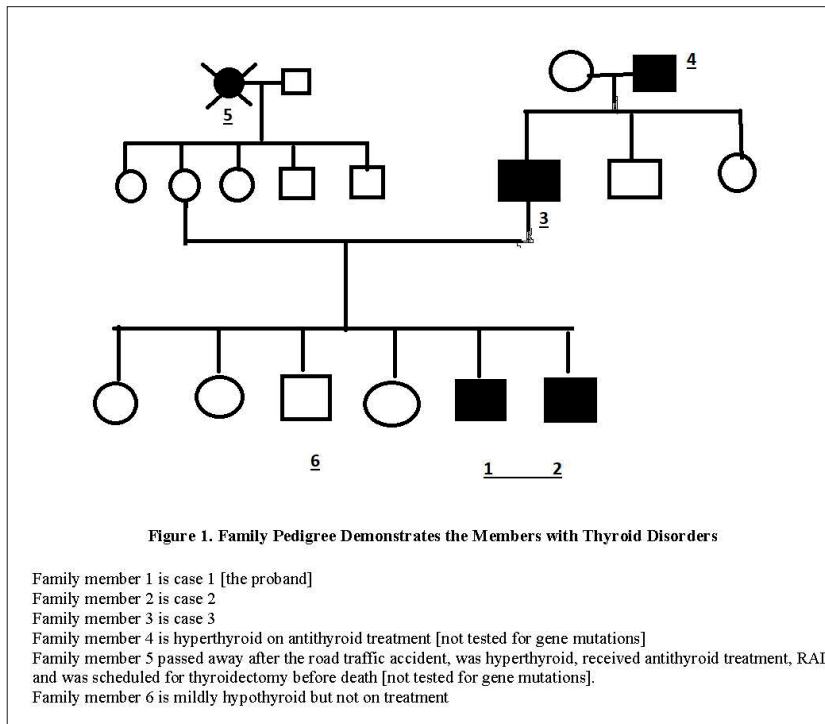 4
5
3
6
1 2
Figure 1. Family Pedigree Demonstrates the Members with Thyroid Disorders
Family member 1 is case 1 [the proband]
Family member 2 is case 2
Family member 3 is case 3
Family member 4 is hyperthyroid on antithyroid treatment [not tested for gene mutations]
Family member 5 passed away after the road traffic accident, was hyperthyroid, received antithyroid treatment, RAI
and was scheduled for thyroidectomy before death [not tested for gene mutations].
Family member 6 is mildly hypothyroid but not on treatment